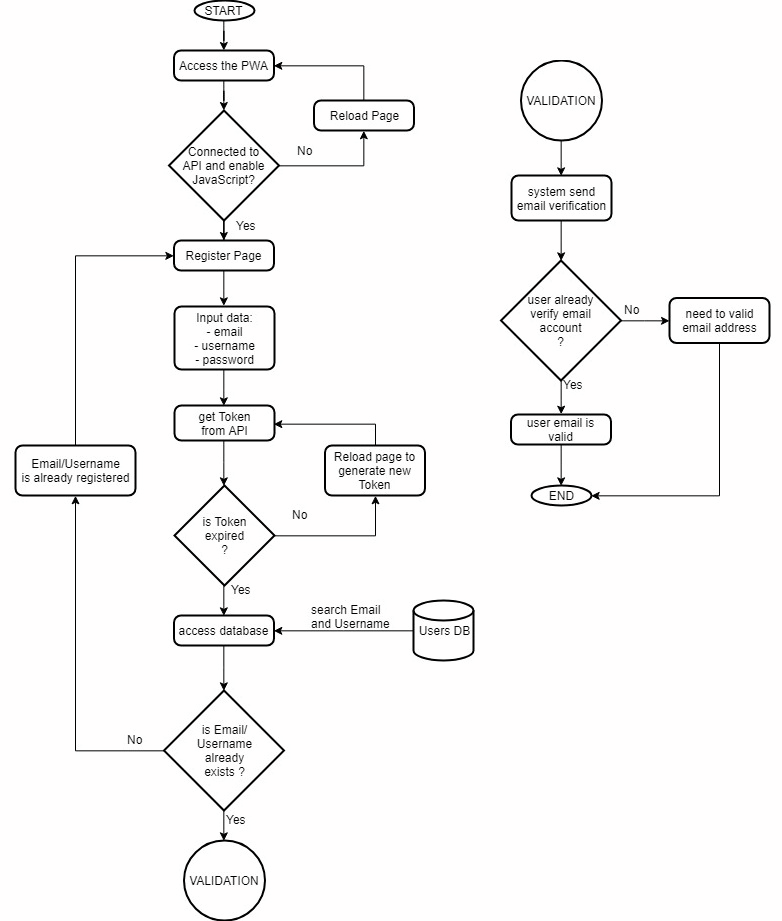 START
Access the PWA
Reload Page
Connected to
API and enable
JavaScript?
No
Yes
Register Page
Input data:
- email
- username
- password
get Token
from API
Email/Username
is already registered
Reload page to
generate new
Token
is Token
expired
?
No
Yes
access database
search Email
and Username
Users DB
is Email/
Username
already
exists ?
No
Yes
VALIDATION
VALIDATION
system send
email verification
user already
verify email
account
?
No
need to valid
email address
Yes
user email is
valid
END